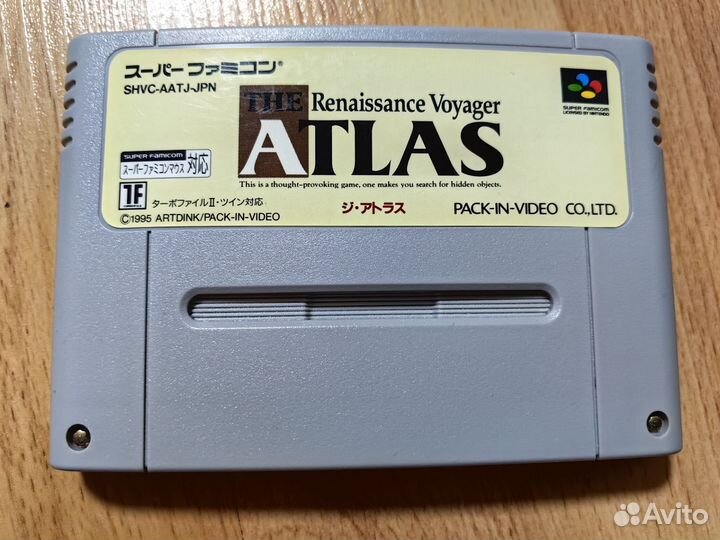 スーパーファミコン®
SHVC-AATJ-JPN
THE Renaissance Voyager
ATLAS
This is a thought-provoking game, one makes you search for hidden objects.
SUPER FAMICOM
LICENSED BY NINTENDO
SUPER FAMICOM
スーパーファミコンマウス 対応
TF
ターボファイルII・ツイン対応
©1995 ARTDINK/PACK-IN-VIDEO
ジ・アトラス
PACK-IN-VIDEO CO.,LTD.
Avito